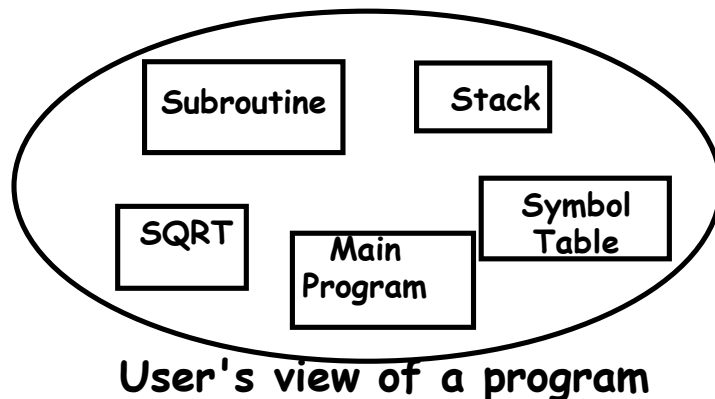 Subroutine
Stack
SQRT
Symbol
Table
Main
Program
User's view of a program